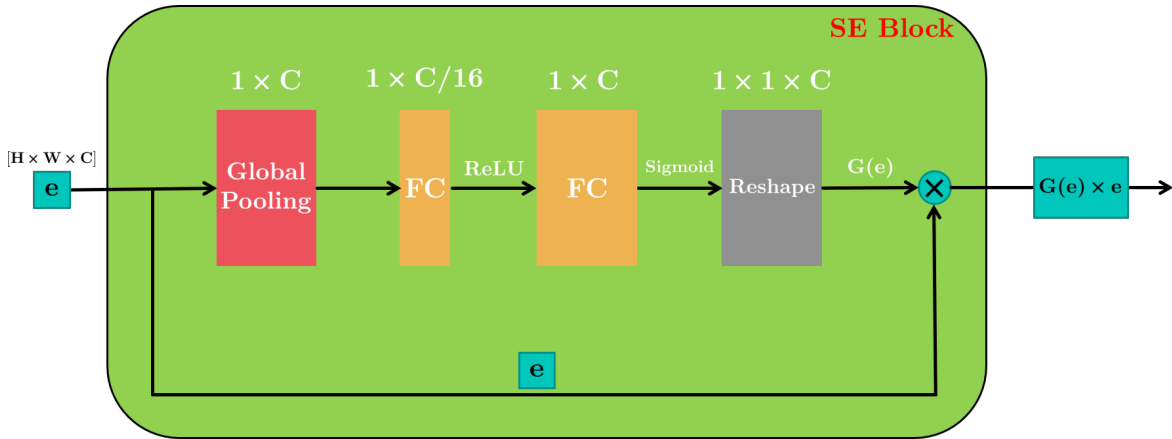 SE Block
1 × C
1 × C/16
1 × C
1 × 1 × C
[H × W × C]
e
Global
Pooling
FC
ReLU
FC
Sigmoid
Reshape
G(e)
×
G(e) × e
e